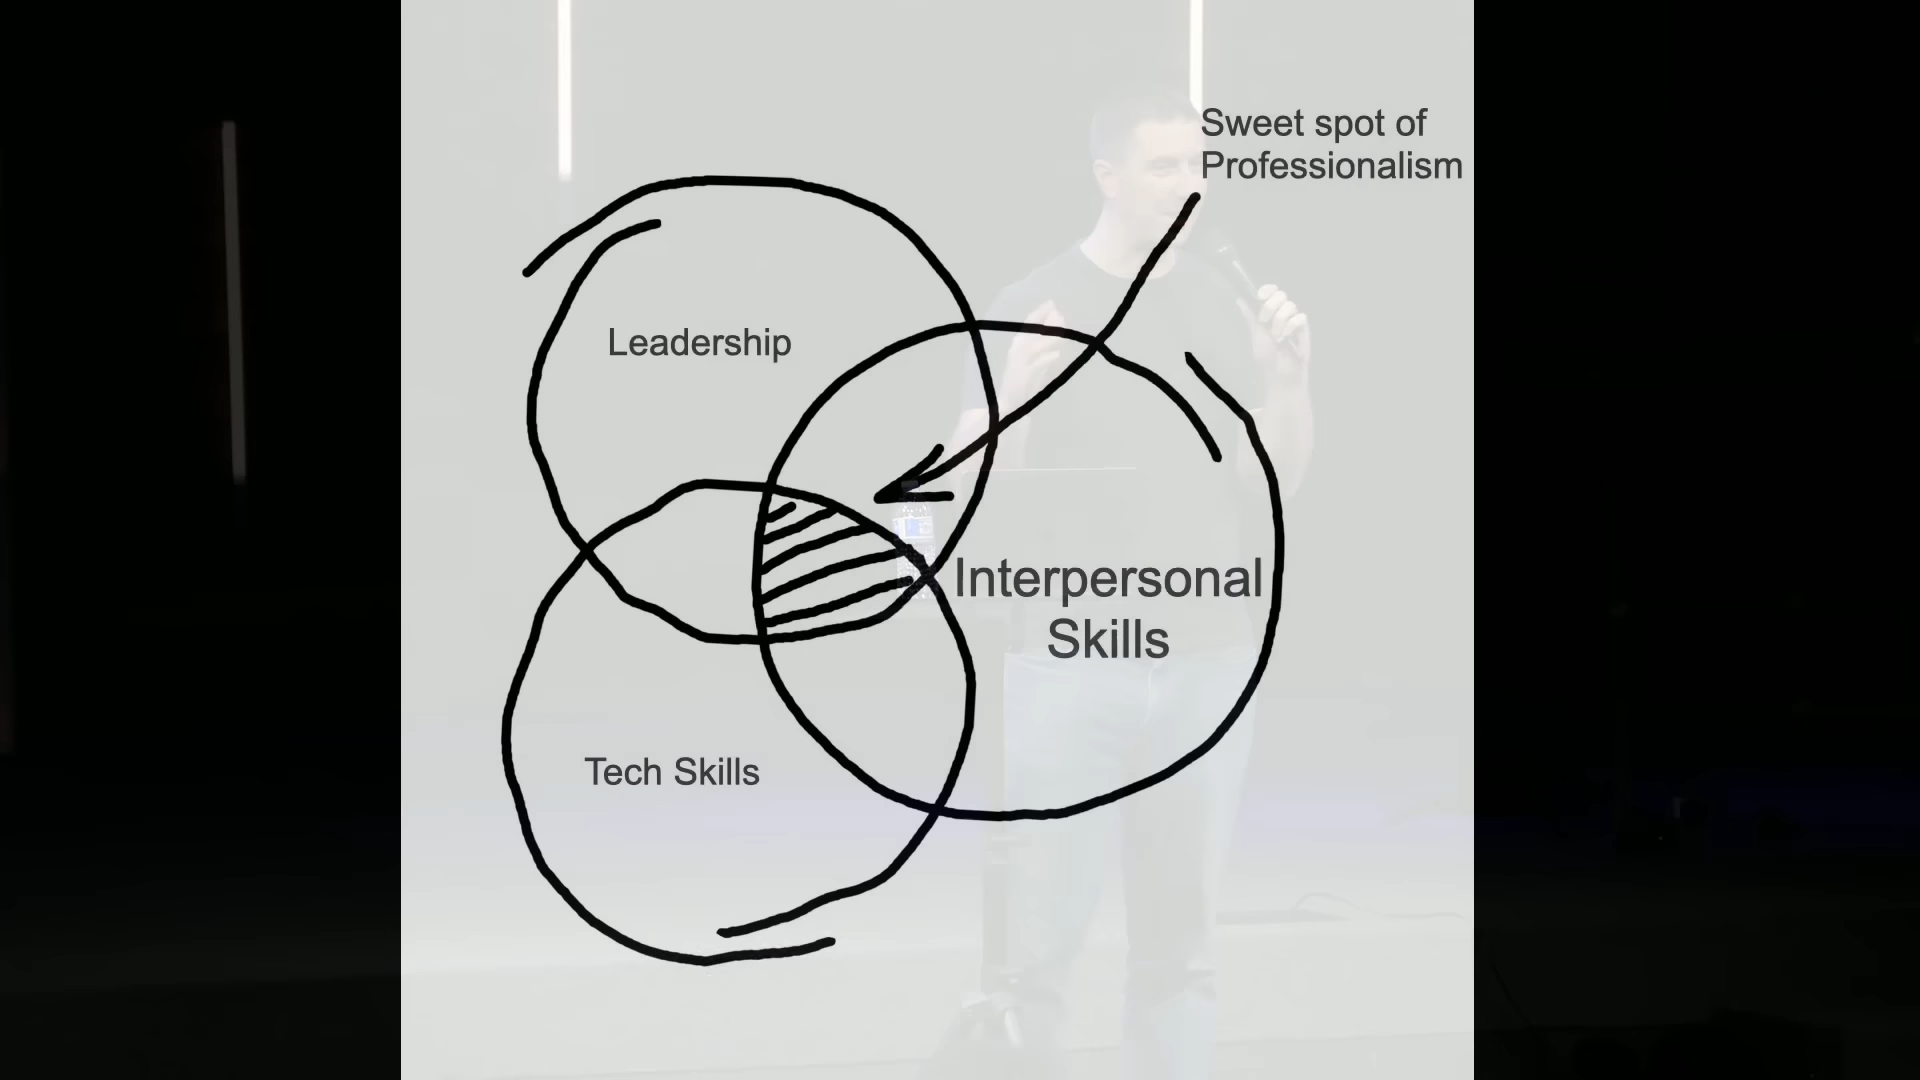 Sweet spot of
Professionalism
Leadership
Interpersonal
Skills
Tech Skills